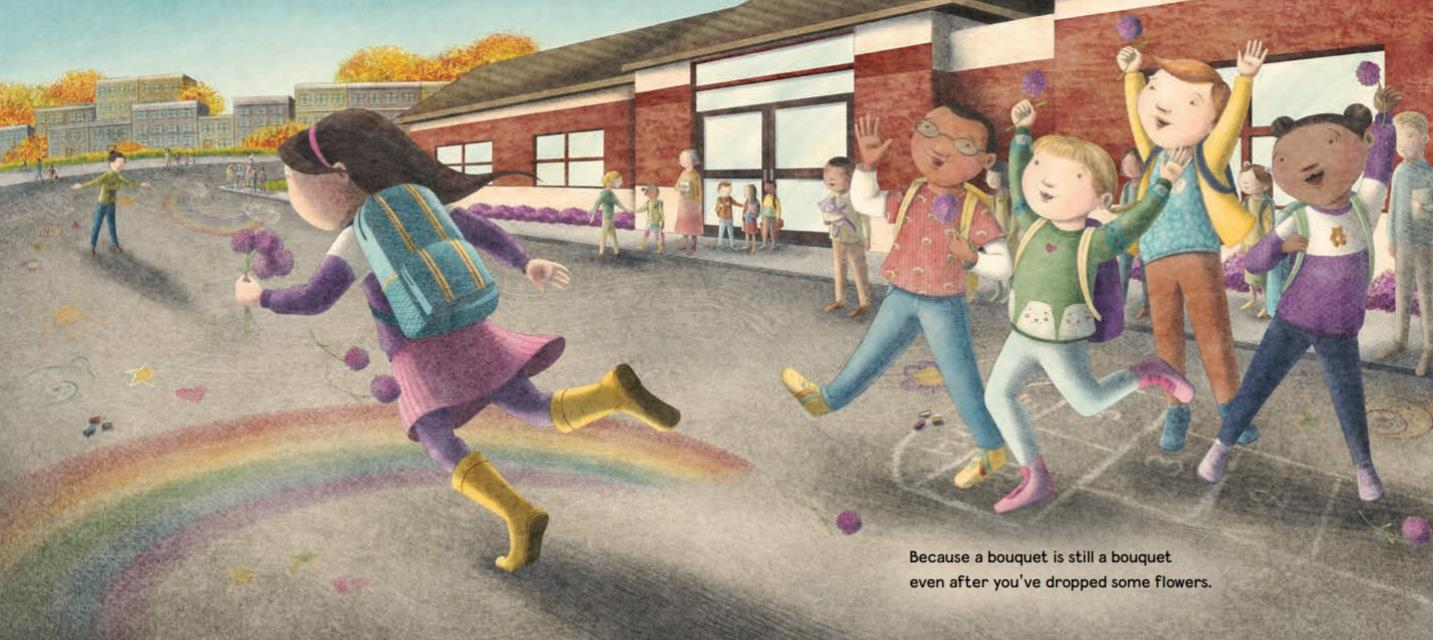 Because a bouquet is still a bouquet
even after you've dropped some flowers.